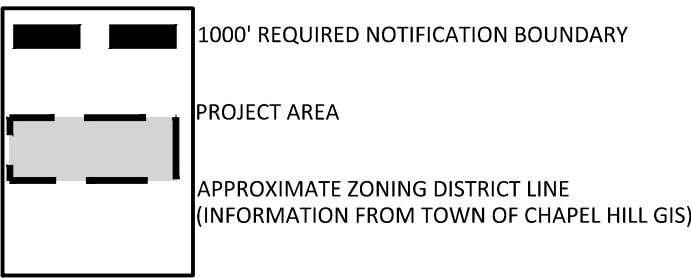 1000' REQUIRED NOTIFICATION BOUNDARY
PROJECT AREA
APPROXIMATE ZONING DISTRICT LINE
(INFORMATION FROM TOWN OF CHAPEL HILL GIS)